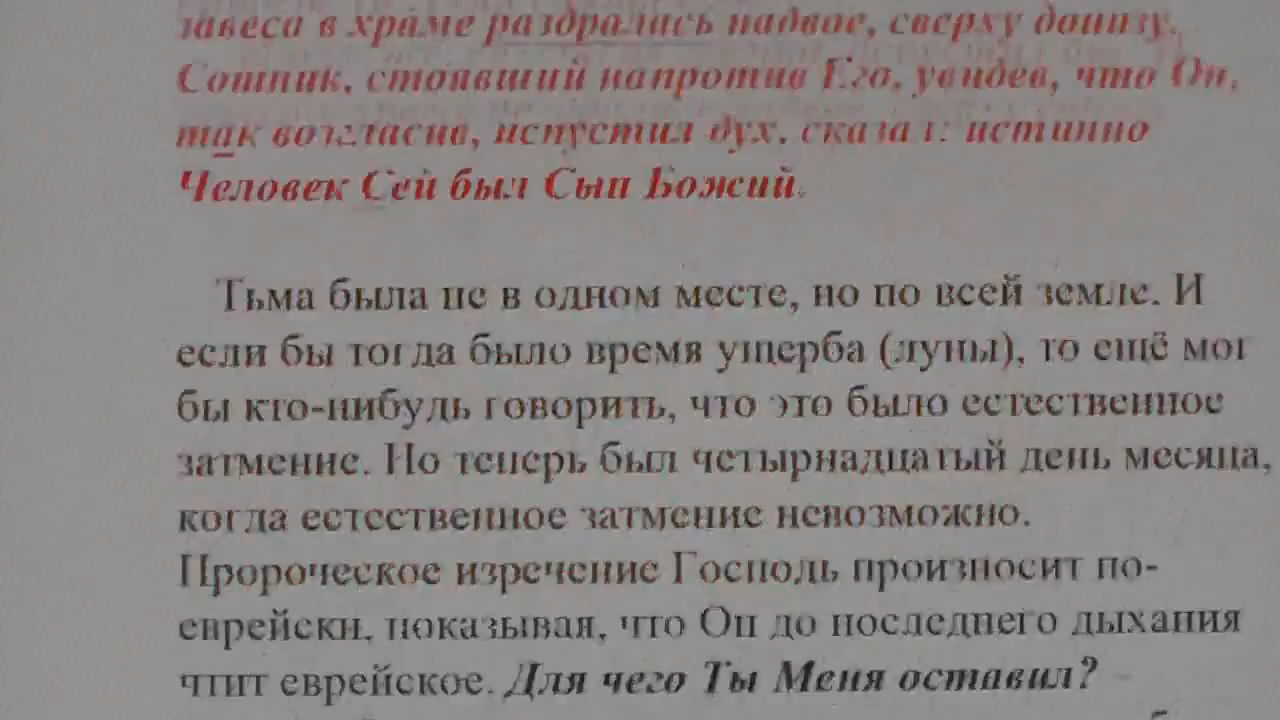 завеса в храме раздралась надвое, сверху донизу.
Сотник, стоявший напротив Его, увидев, что Он,
так возгласив, испустил дух, сказал: истинно
Человек Сей был Сын Божий.
Тьма была не в одном месте, но по всей земле. И
если бы тогда было время ущерба (луны), то ещё мог
бы кто-нибудь говорить, что это было естественное
затмение. Но теперь был четырнадцатый день месяца,
когда естественное затмение невозможно.
Пророческое изречение Господь произносит по-
еврейски, показывая, что Он до последнего дыхания
чтит еврейское. Для чего Ты Меня оставил?